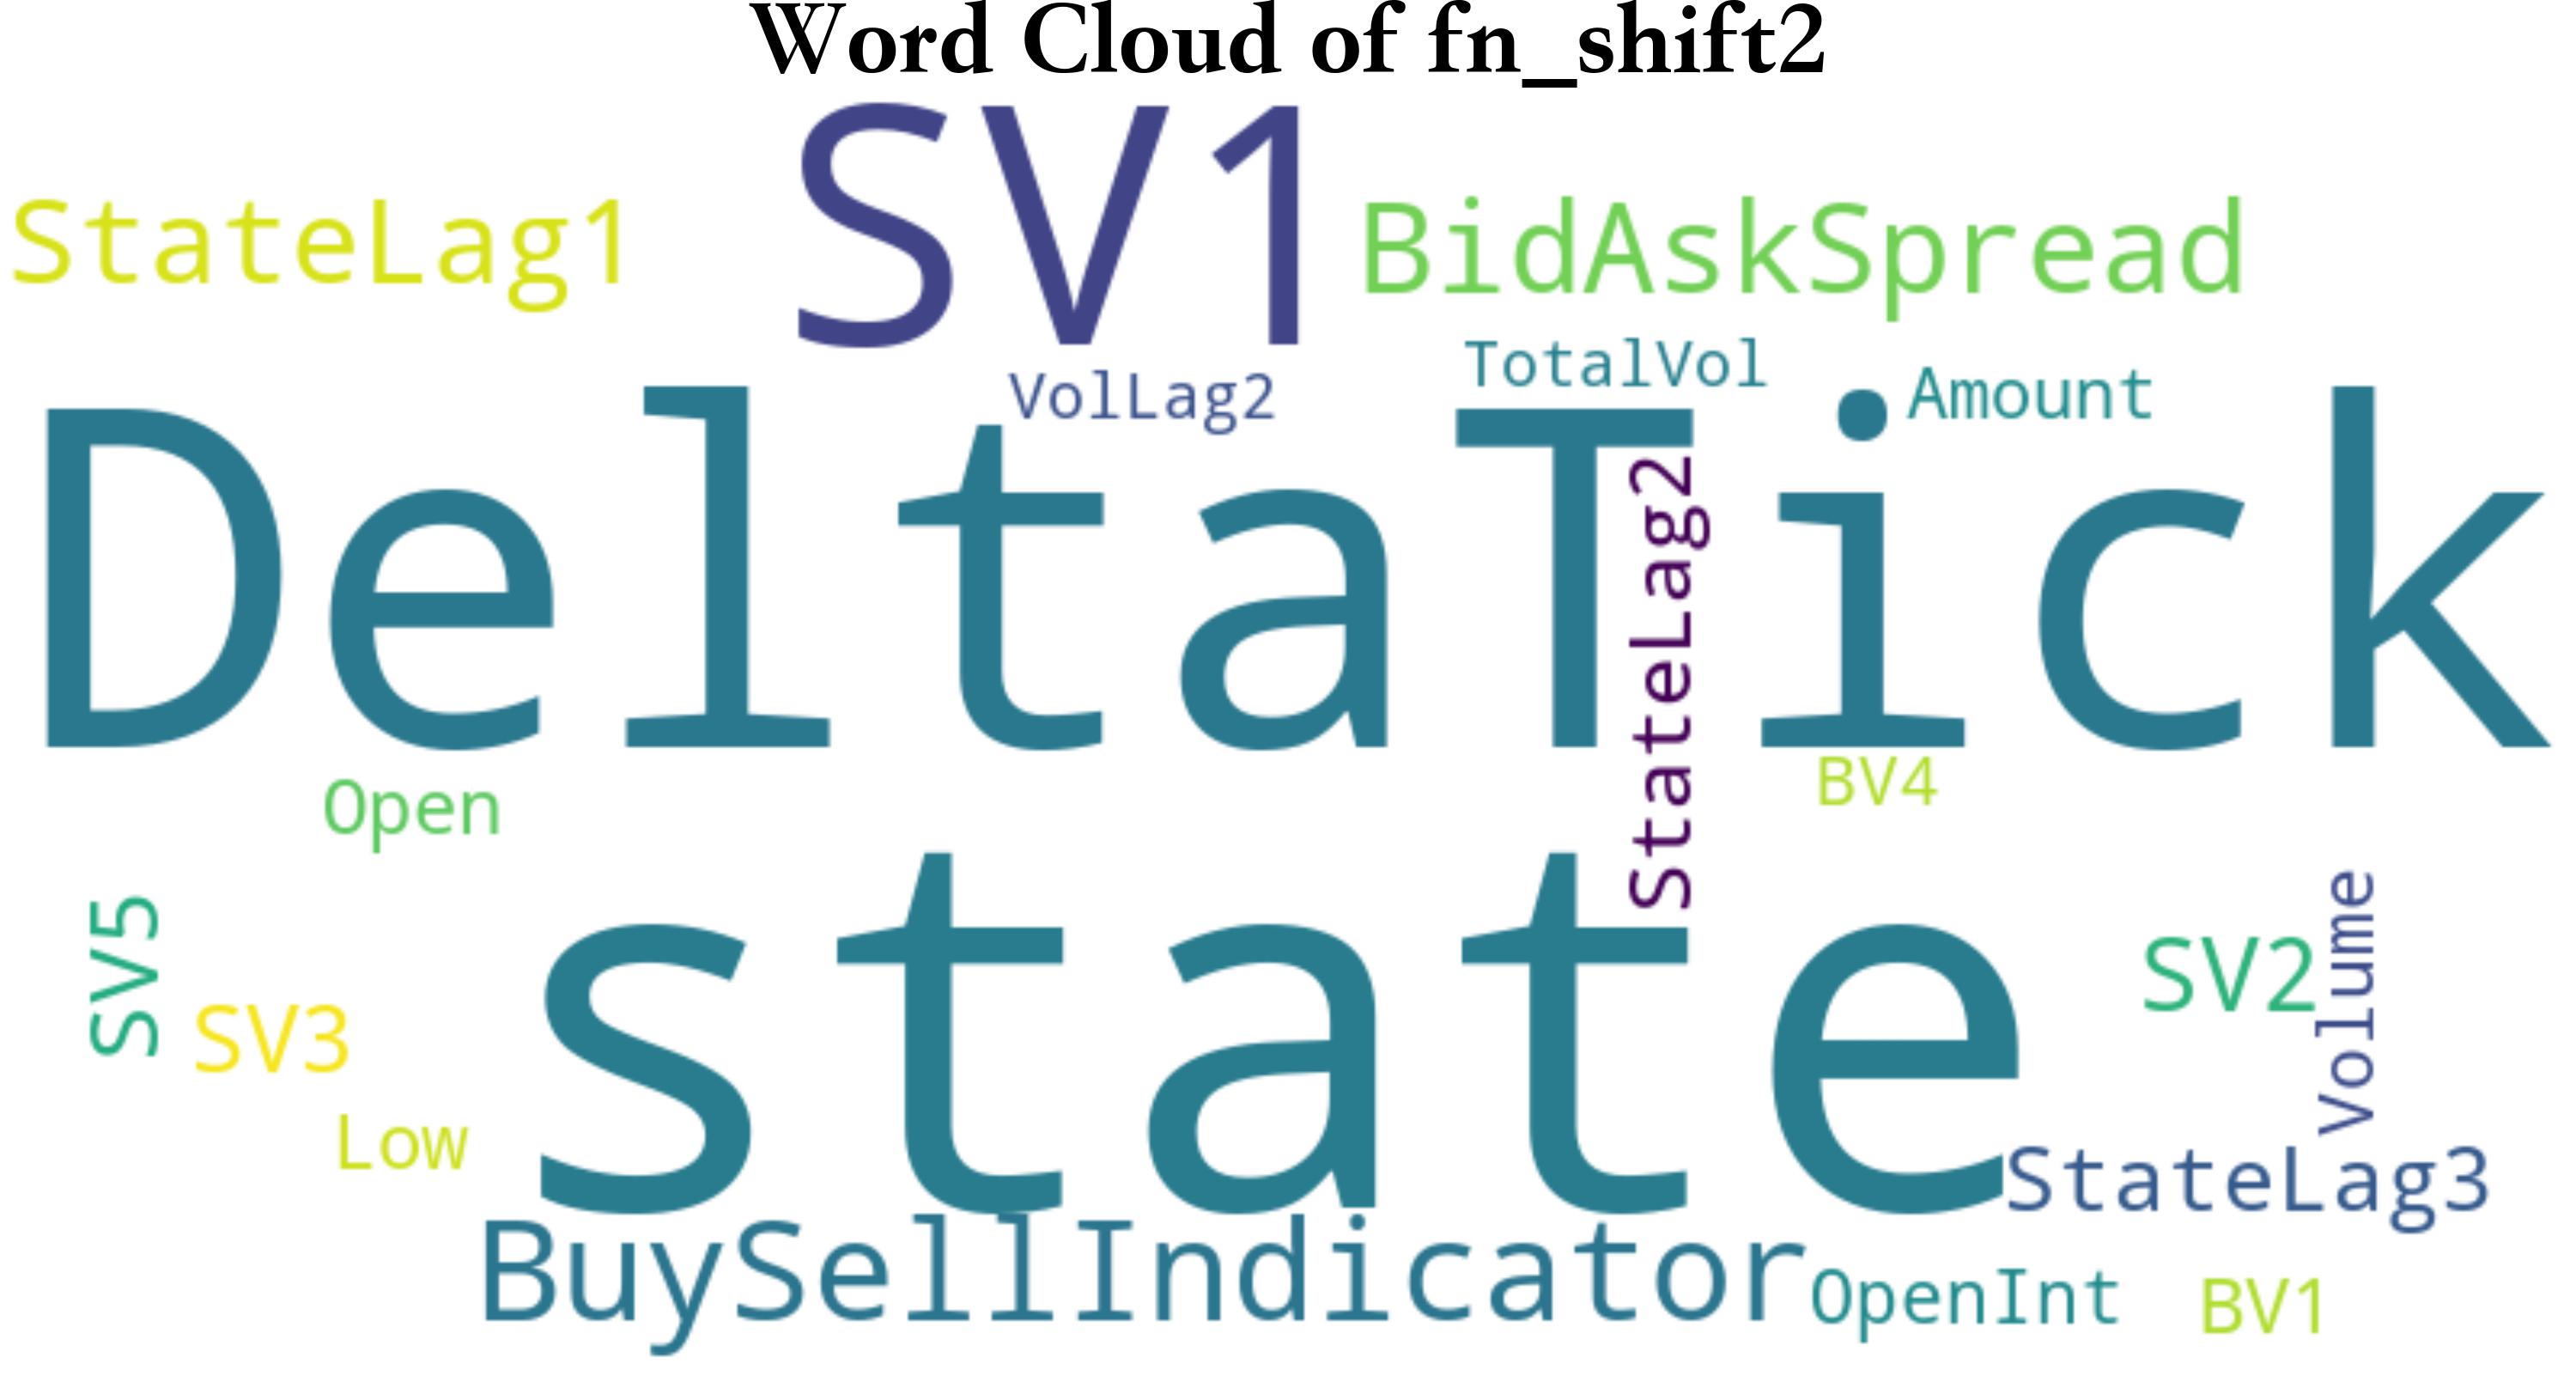 Word Cloud of fn_shift2
SV1
StateLag1
BidAskSpread
TotalVol
VolLag2
Amount
DeltaTick
StateLag2
Open
BV4
state
SV5
SV3
SV2
Volume
Low
StateLag3
BuySellIndicator
OpenInt
BV1